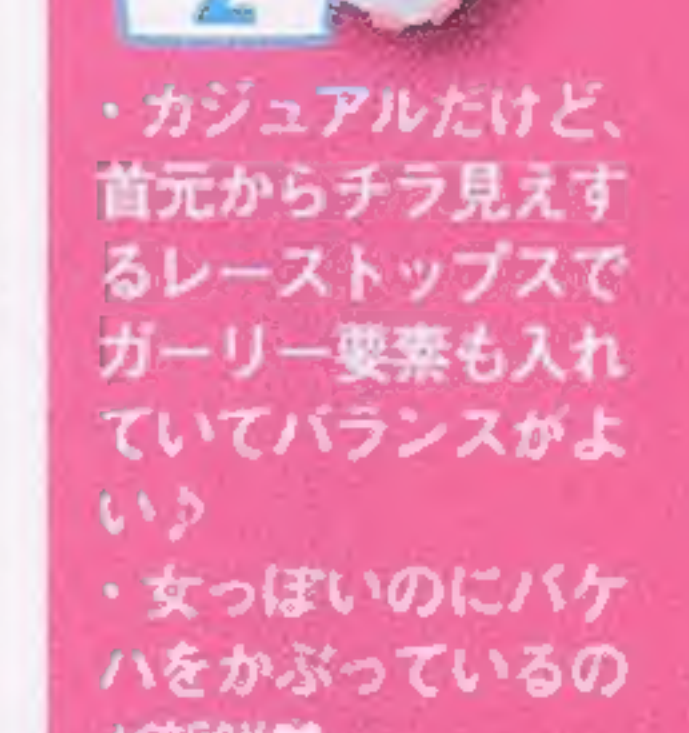 ・カジュアルだけど、
首元からチラ見えす
るレーストップスで
ガーリー要素も入れ
ていてバランスがよ
い♪
・女っぽいのにバケ
ハをかぶっているの